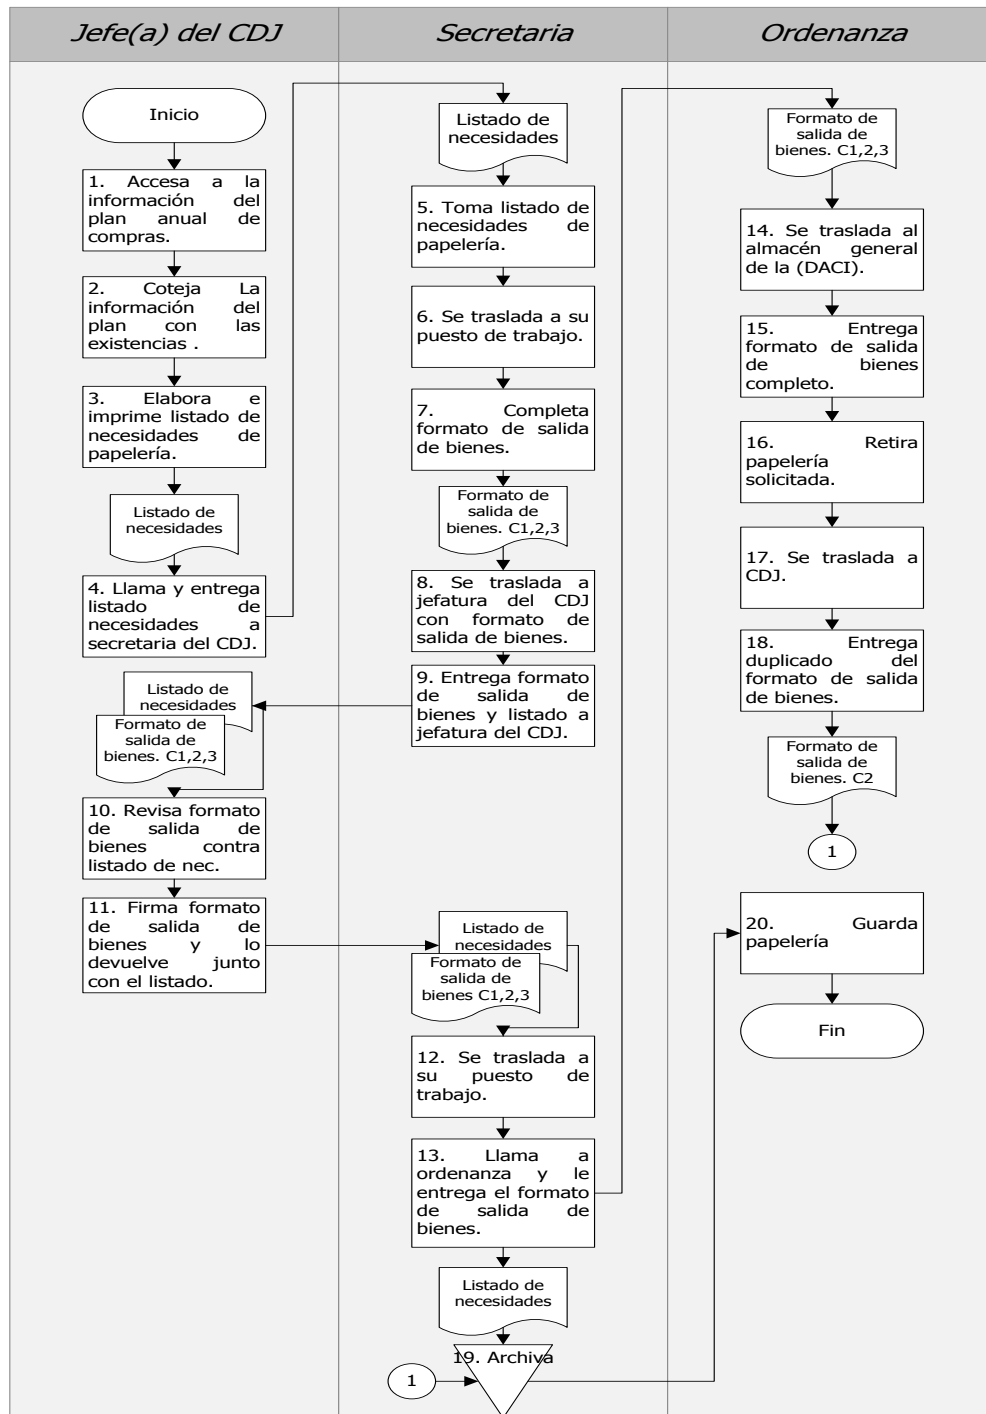 Jefe(a) del CDJ
Secretaria
Ordenanza
Inicio
1. Accesa a la
información del
plan anual de
compras.
2. Coteja La
información del
plan con las
existencias .
3. Elabora e
imprime listado de
necesidades de
papelería.
Listado de
necesidades
4. Llama y entrega
listado de
necesidades a
secretaria del CDJ.
Listado de
necesidades
5. Toma listado de
necesidades de
papelería.
6. Se traslada a su
puesto de trabajo.
7. Completa
formato de salida
de bienes.
Formato de
salida de
bienes. C1,2,3
8. Se traslada a
jefatura del CDJ
con formato de
salida de bienes.
9. Entrega formato
de salida de
bienes y listado a
jefatura del CDJ.
Listado de
necesidades
Formato de
salida de
bienes. C1,2,3
10. Revisa formato
de salida de
bienes contra
listado de nec.
11. Firma formato
de salida de
bienes y lo
devuelve junto
con el listado.
Listado de
necesidades
Formato de
salida de
bienes C1,2,3
12. Se traslada a
su puesto de
trabajo.
13. Llama a
ordenanza y le
entrega el formato
de salida de
bienes.
Listado de
necesidades
19. Archiva
1
Formato de
salida de
bienes. C1,2,3
14. Se traslada al
almacén general
de la (DACI).
15. Entrega
formato de salida
de bienes
completo.
16. Retira
papelería
solicitada.
17. Se traslada a
CDJ.
18. Entrega
duplicado del
formato de salida
de bienes.
Formato de
salida de
bienes. C2
1
20. Guarda
papelería
Fin